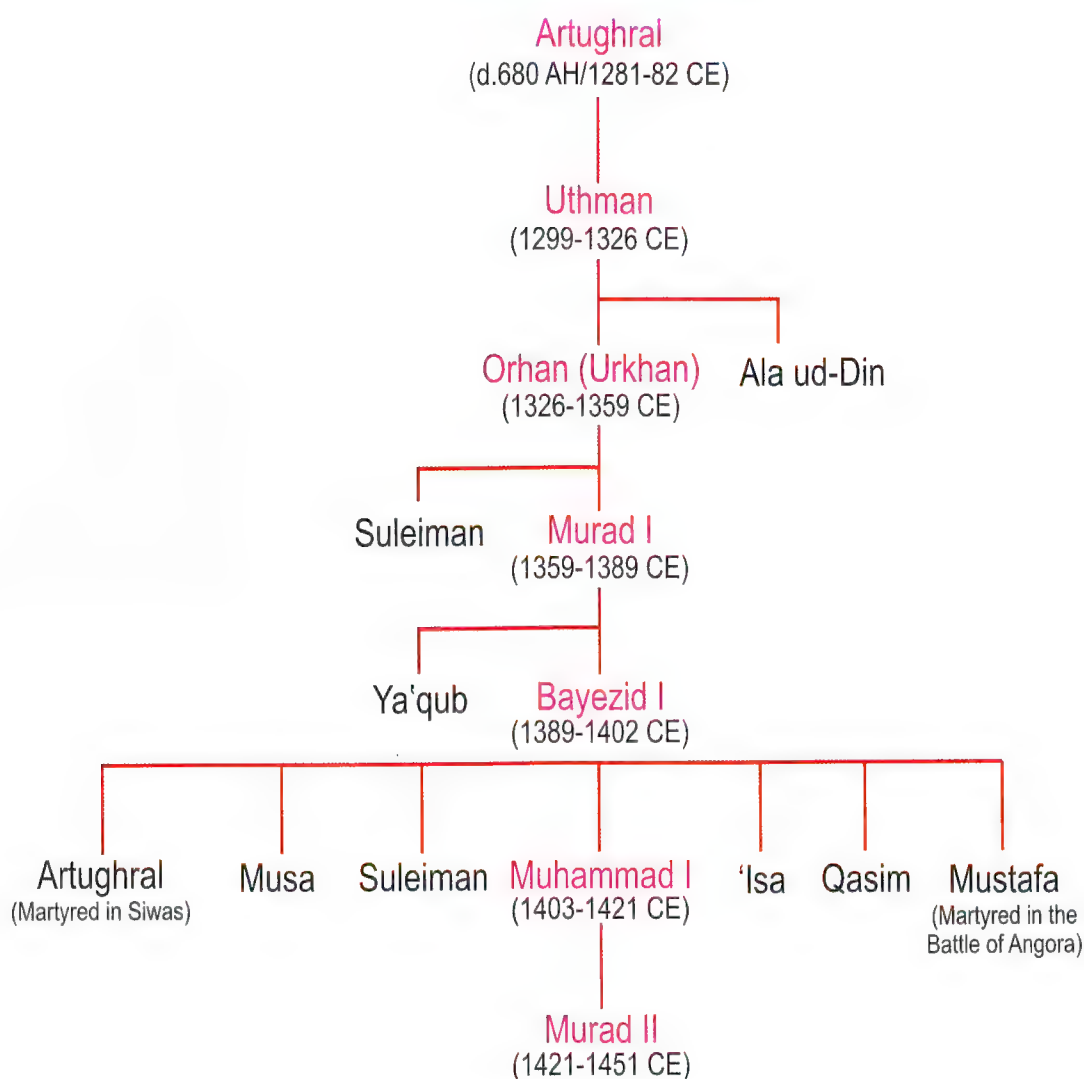 Artughral
(d.680 AH/1281-82 CE)
Uthman
(1299-1326 CE)
Orhan (Urkhan)
(1326-1359 CE)
Ala ud-Din
Suleiman
Murad I
(1359-1389 CE)
Ya'qub
Bayezid I
(1389-1402 CE)
Artughral
(Martyred in Siwas)
Musa
Suleiman
Muhammad I
(1403-1421 CE)
'Isa
Qasim
Mustafa
(Martyred in the
Battle of Angora)
Murad II
(1421-1451 CE)